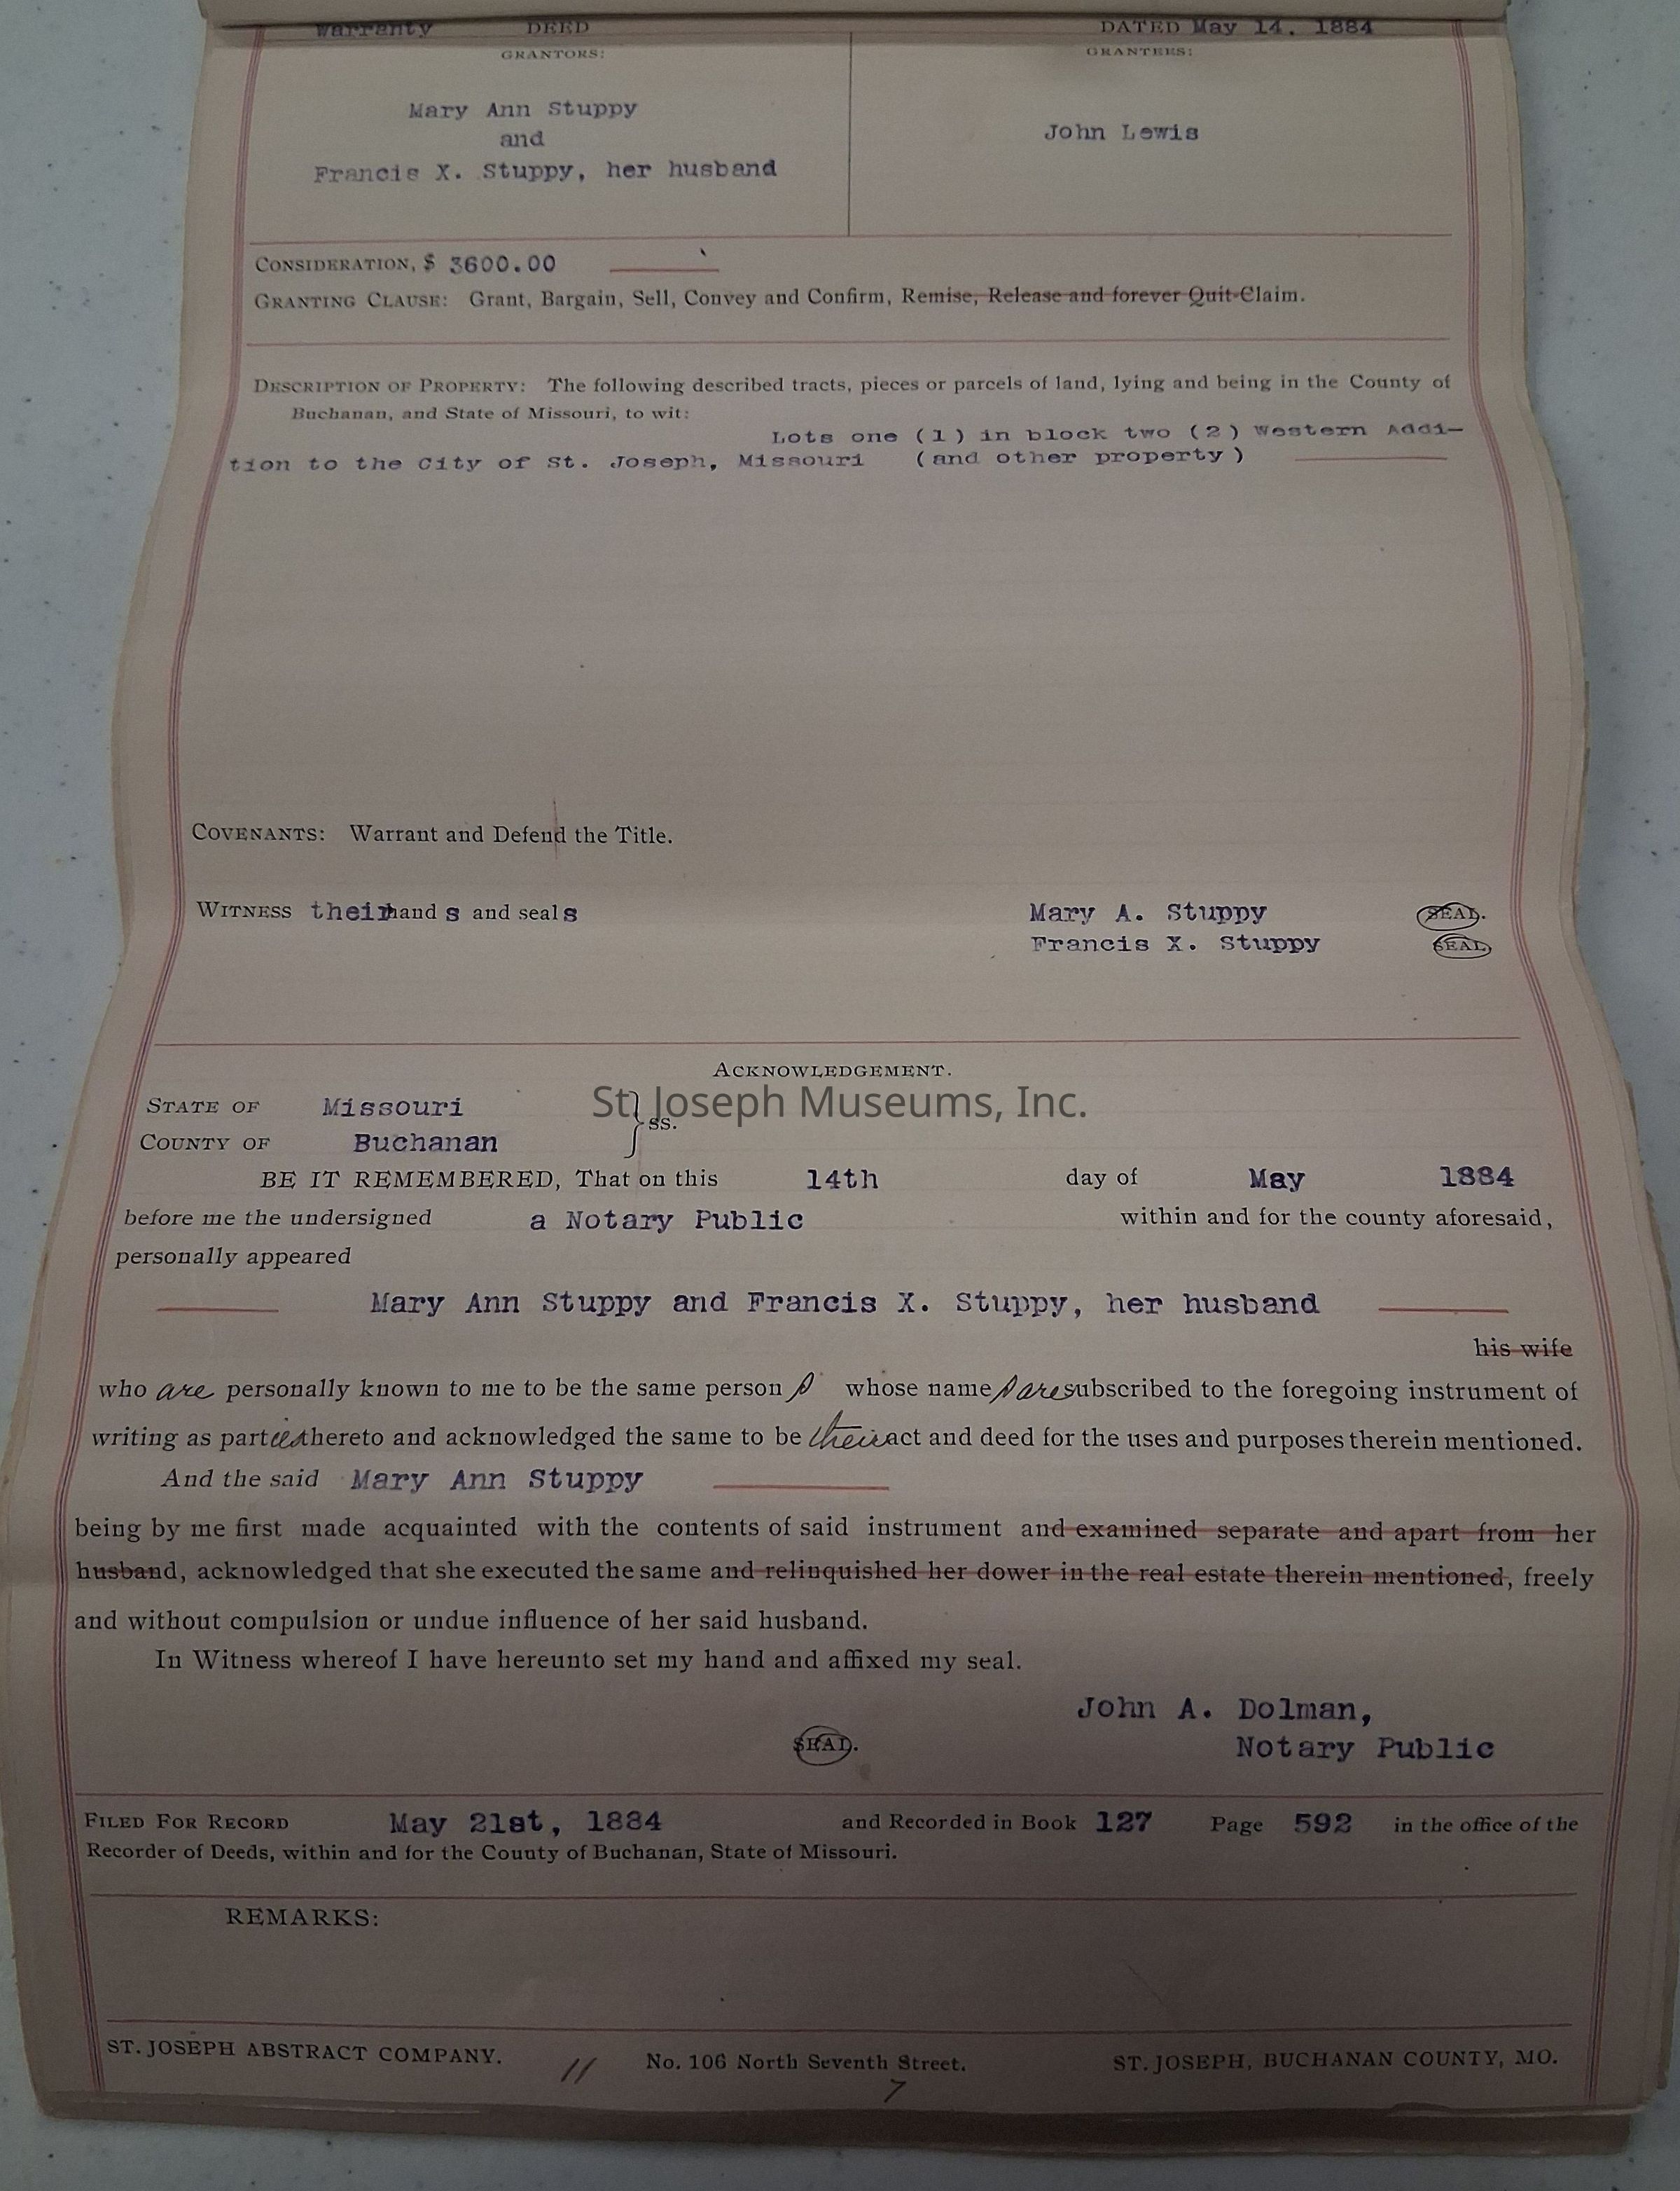 Warranty DEED DATED May 14. 1884
GRANTORS: GRANTEES:
Mary Ann Stuppy
and
Francis X. Stuppy, her husband
John Lewis
CONSIDERATION, $ 3600.00
GRANTING CLAUSE: Grant, Bargain, Sell, Convey and Confirm, Remise, Release and forever Quit-Claim.
DESCRIPTION OF PROPERTY: The following described tracts, pieces or parcels of land, lying and being in the County of
Buchanan, and State of Missouri, to wit:
Lots one (1) in block two (2) Western Addi-
tion to the City of St. Joseph, Missouri (and other property)
COVENANTS: Warrant and Defend the Title.
WITNESS their hand s and seal s Mary A. Stuppy SEAL.
Francis X. Stuppy SEAL.
ACKNOWLEDGEMENT.
St. Joseph Museums, Inc.
STATE OF Missouri
COUNTY OF Buchanan ss.
BE IT REMEMBERED, That on this 14th day of May 1884
before me the undersigned a Notary Public within and for the county aforesaid,
personally appeared
Mary Ann Stuppy and Francis X. Stuppy, her husband
his wife
who are personally known to me to be the same person s whose name s are subscribed to the foregoing instrument of
writing as parties thereto and acknowledged the same to be their act and deed for the uses and purposes therein mentioned.
And the said Mary Ann Stuppy
being by me first made acquainted with the contents of said instrument and examined separate and apart from her
husband, acknowledged that she executed the same and relinquished her dower in the real estate therein mentioned, freely
and without compulsion or undue influence of her said husband.
In Witness whereof I have hereunto set my hand and affixed my seal.
John A. Dolman,
SEAL. Notary Public
FILED FOR RECORD May 21st, 1884 and Recorded in Book 127 Page 592 in the office of the
Recorder of Deeds, within and for the County of Buchanan, State of Missouri.
REMARKS:
ST. JOSEPH ABSTRACT COMPANY. 11 No. 106 North Seventh Street. ST. JOSEPH, BUCHANAN COUNTY, MO.
7